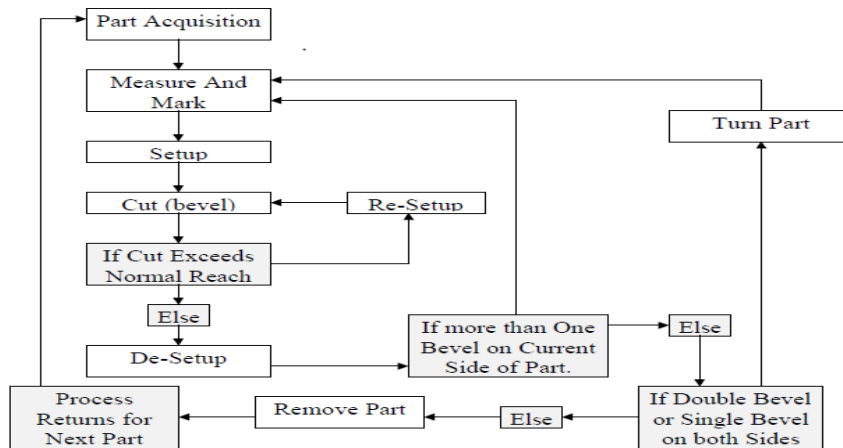 Part Acquisition
Measure And
Mark
Turn Part
Setup
Cut (bevel)
Re-Setup
If Cut Exceeds
Normal Reach
Else
If more than One
Bevel on Current
Side of Part.
Else
De-Setup
Process
Returns for
Next Part
Remove Part
Else
If Double Bevel
or Single Bevel
on both Sides